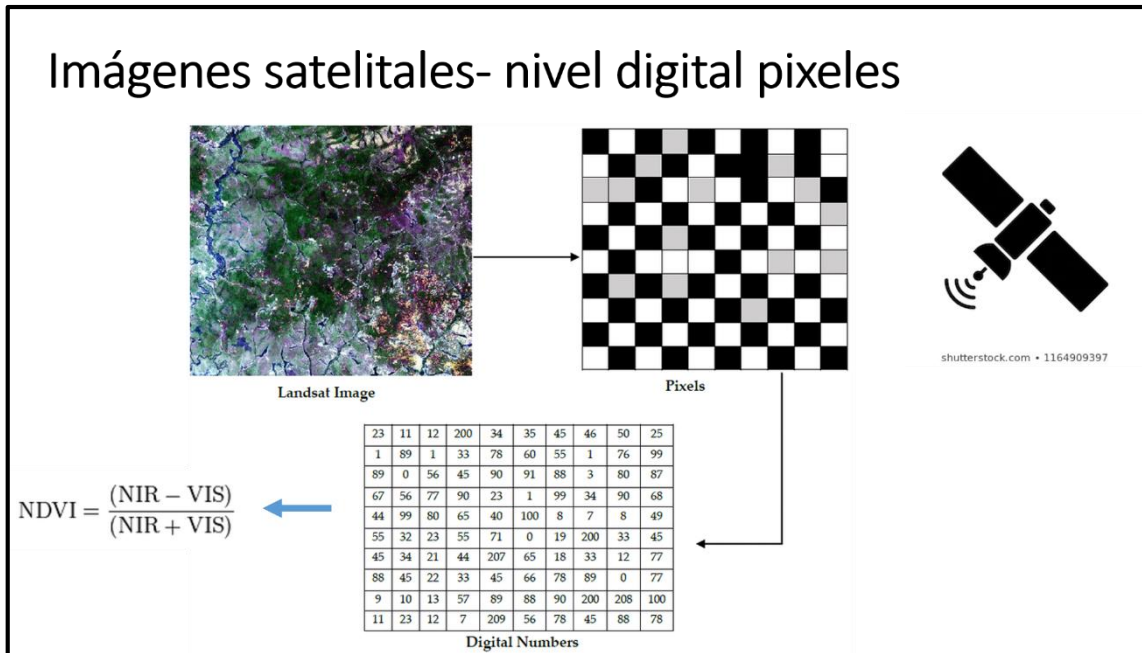 Imágenes satelitales- nivel digital pixeles
Landsat Image
Pixels
shutterstock.com • 1164909397
23 11 12 200 34 35 45 46 50 25
1 89 1 33 78 60 55 1 76 99
89 0 56 45 90 91 88 3 80 87
67 56 77 90 23 1 99 34 90 68
44 99 80 65 40 100 8 7 8 49
55 32 23 55 71 0 19 200 33 45
45 34 21 44 207 65 18 33 12 77
88 45 22 33 45 66 78 89 0 77
9 10 13 57 89 88 90 200 208 100
11 23 12 7 209 56 78 45 88 78
Digital Numbers
NDVI = (NIR − VIS)
(NIR + VIS)